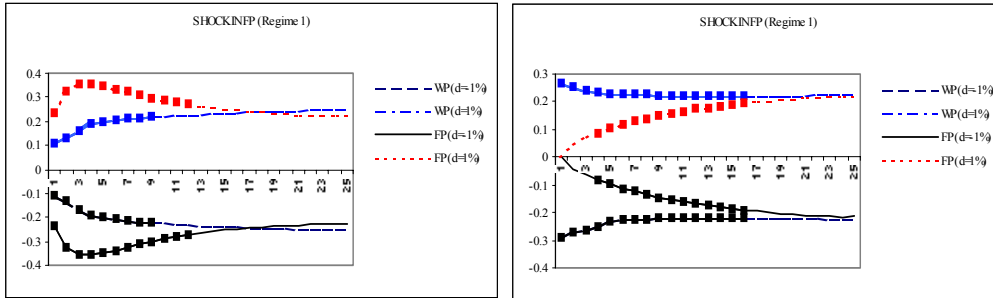 SHOCKINFP (Regime 1)
0.4
0.3
0.2
0.1
0
1 3 5 7 9 11 13 15 17 19 21 23 25
-0.1
-0.2
-0.3
-0.4
WP(d=-1%)
WP(d=1%)
FP(d=-1%)
FP(d=1%)
SHOCKINFP (Regime 1)
0.3
0.2
0.1
0
1 3 5 7 9 11 13 15 17 19 21 23 25
-0.1
-0.2
-0.3
-0.4
WP(d=-1%)
WP(d=1%)
FP(d=-1%)
FP(d=1%)